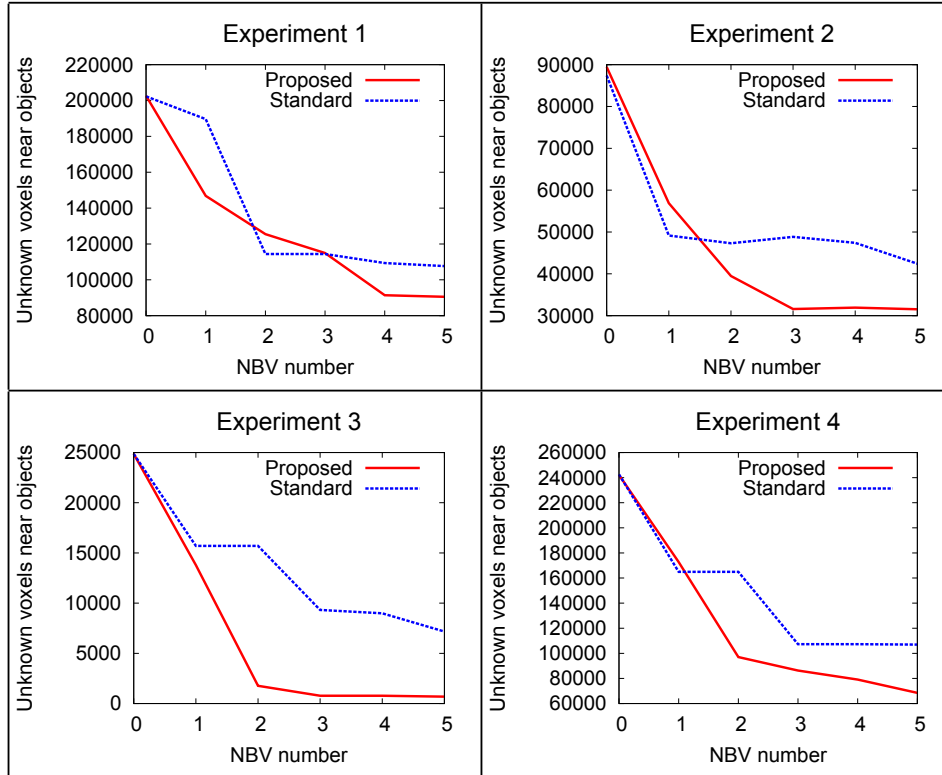 Experiment 1
Unknown voxels near objects
220000
200000
180000
160000
140000
120000
100000
80000
Proposed
Standard
0 1 2 3 4 5
NBV number
Experiment 2
Unknown voxels near objects
90000
80000
70000
60000
50000
40000
30000
Proposed
Standard
0 1 2 3 4 5
NBV number
Experiment 3
Unknown voxels near objects
25000
20000
15000
10000
5000
0
Proposed
Standard
0 1 2 3 4 5
NBV number
Experiment 4
Unknown voxels near objects
260000
240000
220000
200000
180000
160000
140000
120000
100000
80000
60000
Proposed
Standard
0 1 2 3 4 5
NBV number